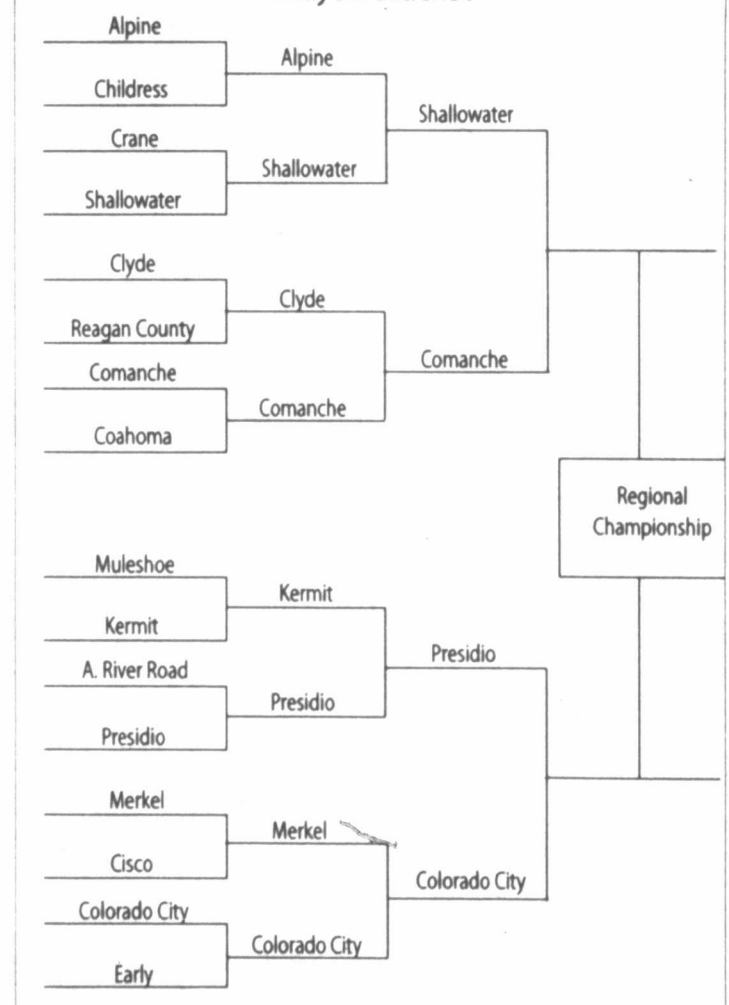 Alpine
Childress
Crane
Shallowater
Clyde
Reagan County
Comanche
Coahoma
Muleshoe
Kermit
A. River Road
Presidio
Merkel
Cisco
Colorado City
Early
Alpine
Shallowater
Clyde
Comanche
Kermit
Presidio
Merkel
Colorado City
Shallowater
Comanche
Presidio
Colorado City
Regional
Championship